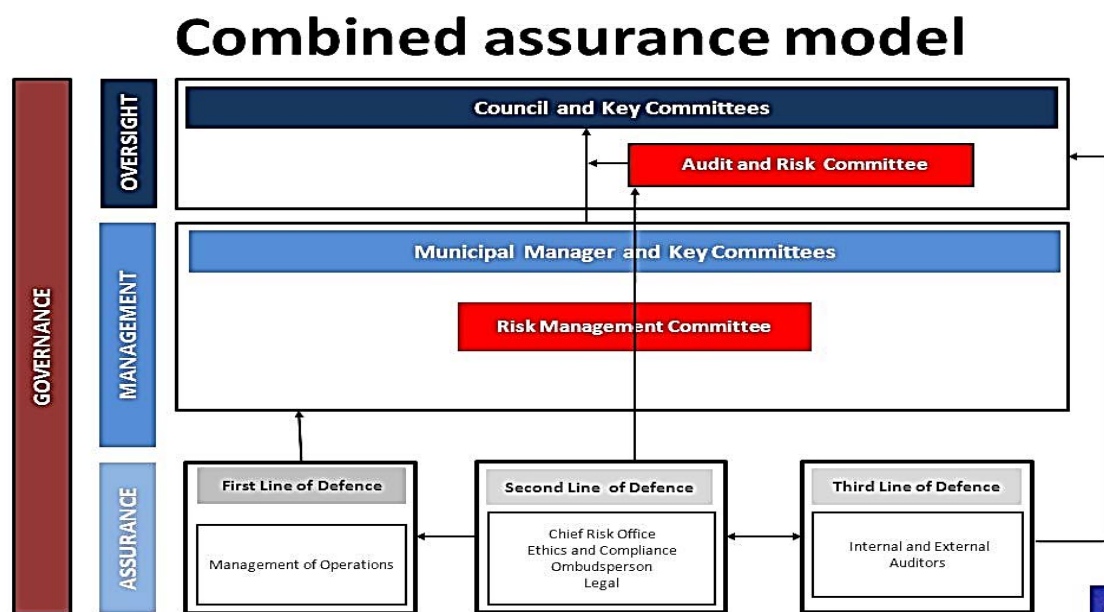 Combined assurance model
GOVERNANCE
OVERSIGHT
Council and Key Committees
Audit and Risk Committee
MANAGEMENT
Municipal Manager and Key Committees
Risk Management Committee
ASSURANCE
First Line of Defence
Management of Operations
Second Line of Defence
Chief Risk Office
Ethics and Compliance
Ombudsperson
Legal
Third Line of Defence
Internal and External
Auditors